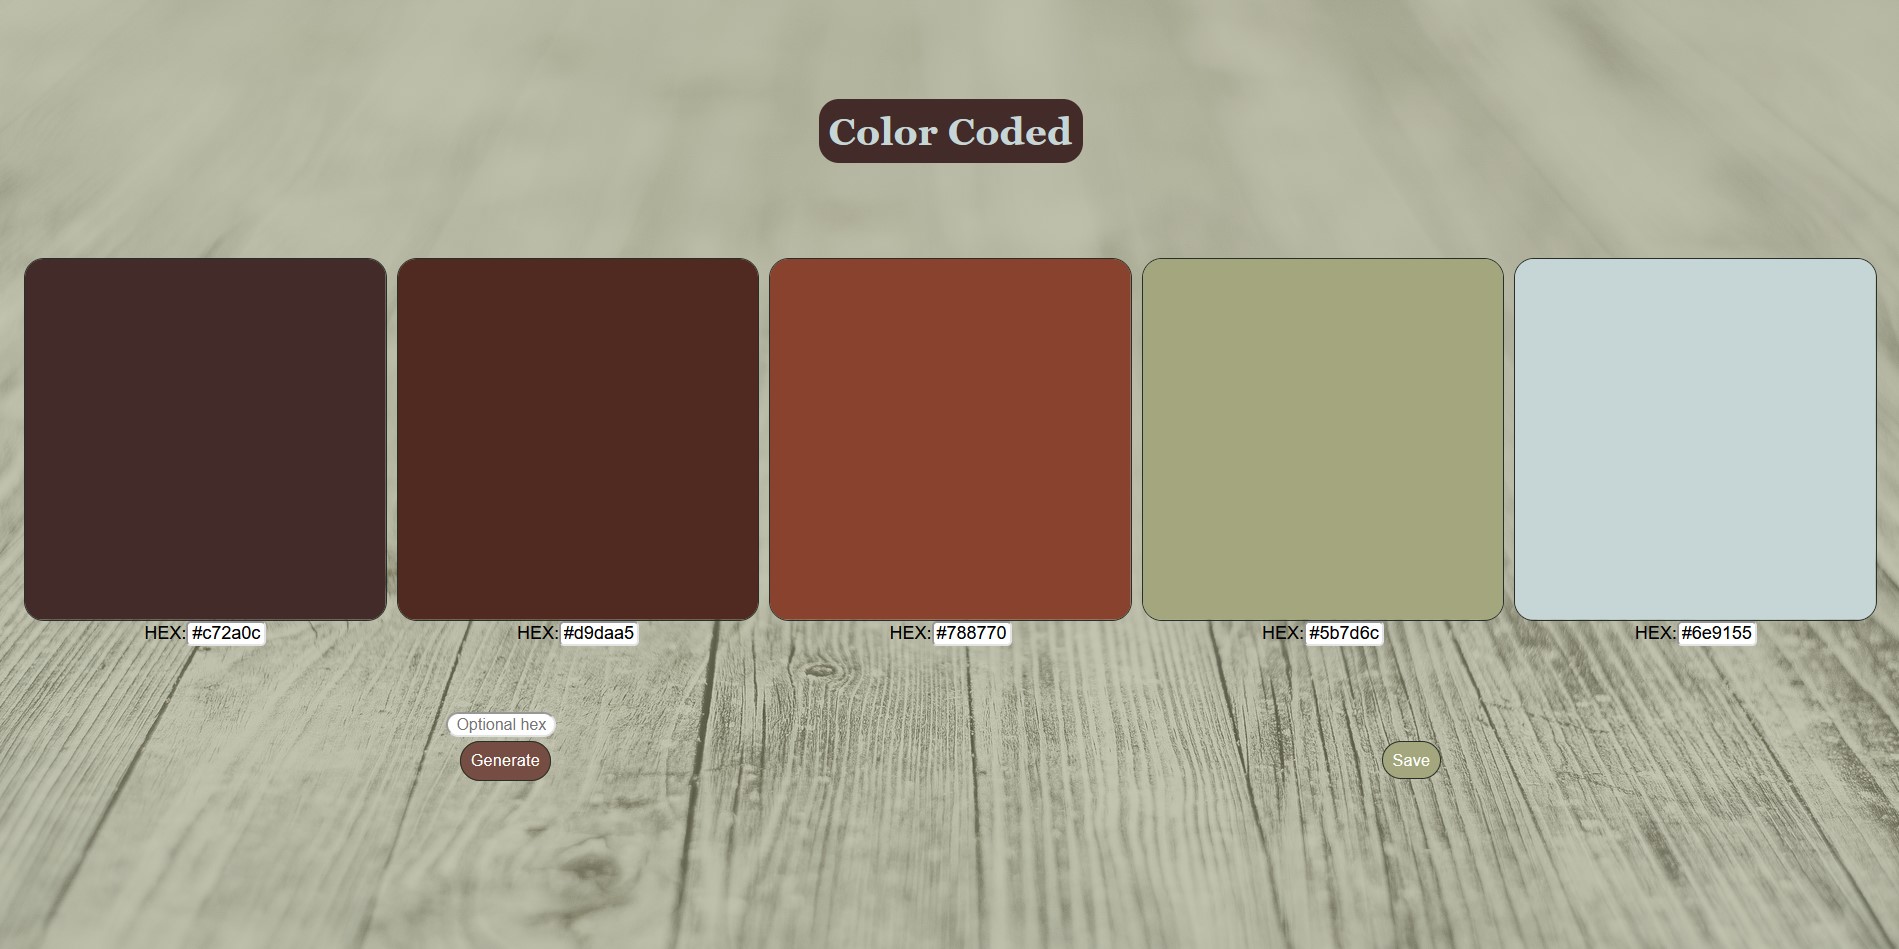 Color Coded
HEX: #c72a0c
HEX: #d9daa5
HEX: #788770
HEX: #5b7d6c
HEX: #6e9155
Optional hex
Generate
Save